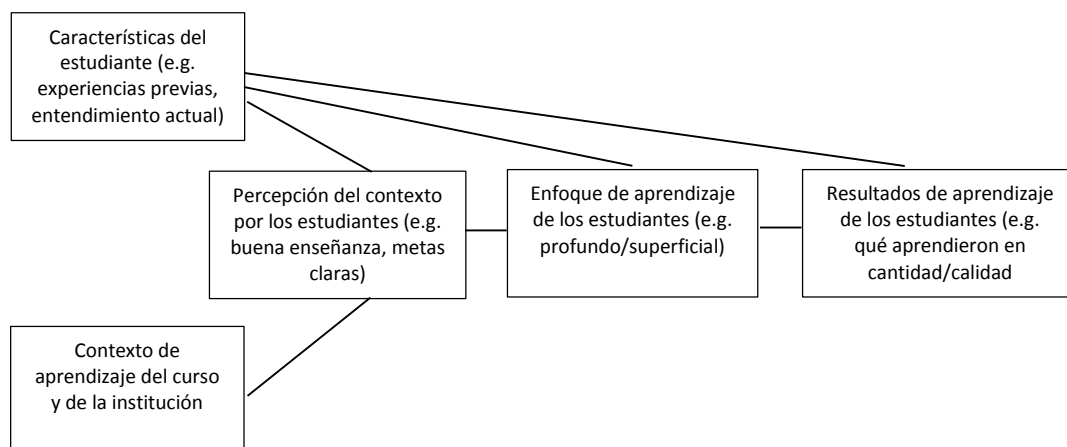 Características del
estudiante (e.g.
experiencias previas,
entendimiento actual)
Percepción del contexto
por los estudiantes (e.g.
buena enseñanza, metas
claras)
Enfoque de aprendizaje
de los estudiantes (e.g.
profundo/superficial)
Resultados de aprendizaje
de los estudiantes (e.g.
qué aprendieron en
cantidad/calidad
Contexto de
aprendizaje del curso
y de la institución